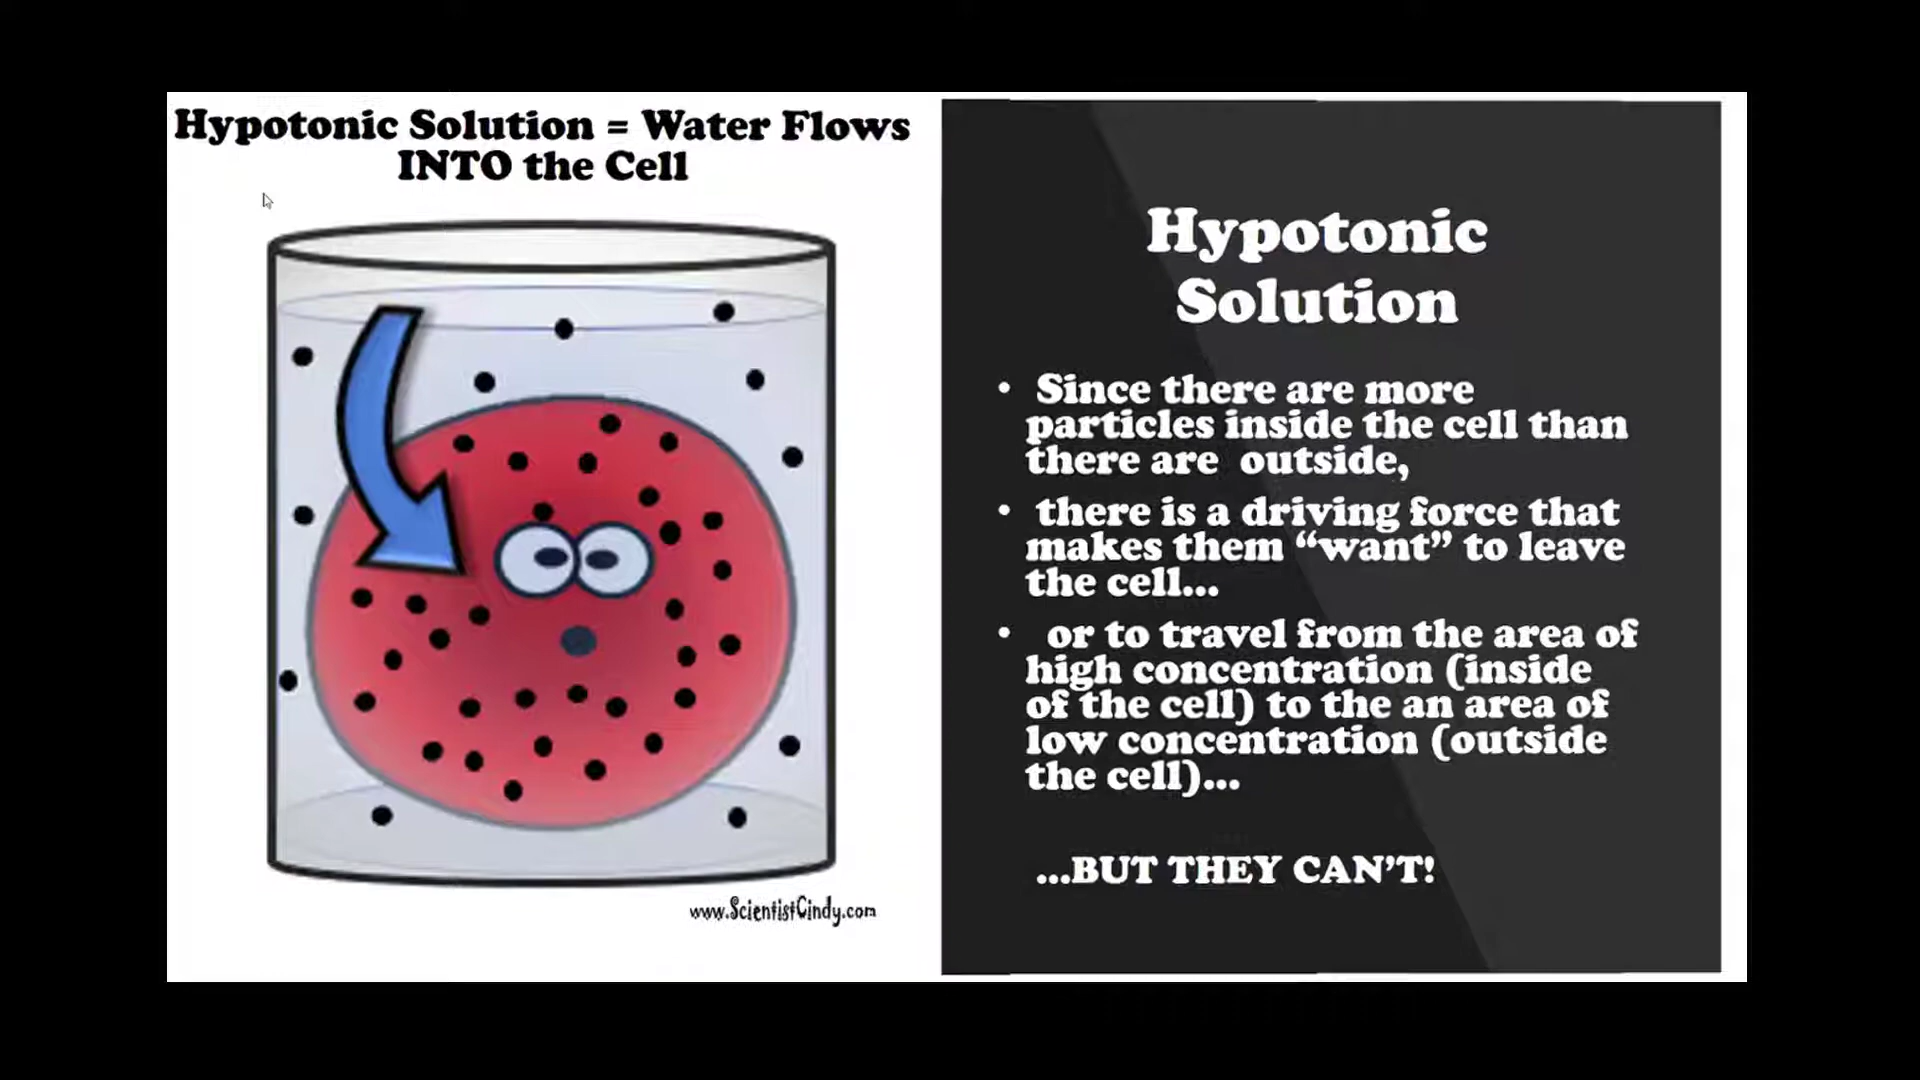 Hypotonic Solution = Water Flows
INTO the Cell
www.ScientistCindy.com
Hypotonic
Solution
• Since there are more
particles inside the cell than
there are outside,
• there is a driving force that
makes them “want” to leave
the cell...
• or to travel from the area of
high concentration (inside
of the cell) to the an area of
low concentration (outside
the cell)...
...BUT THEY CAN’T!